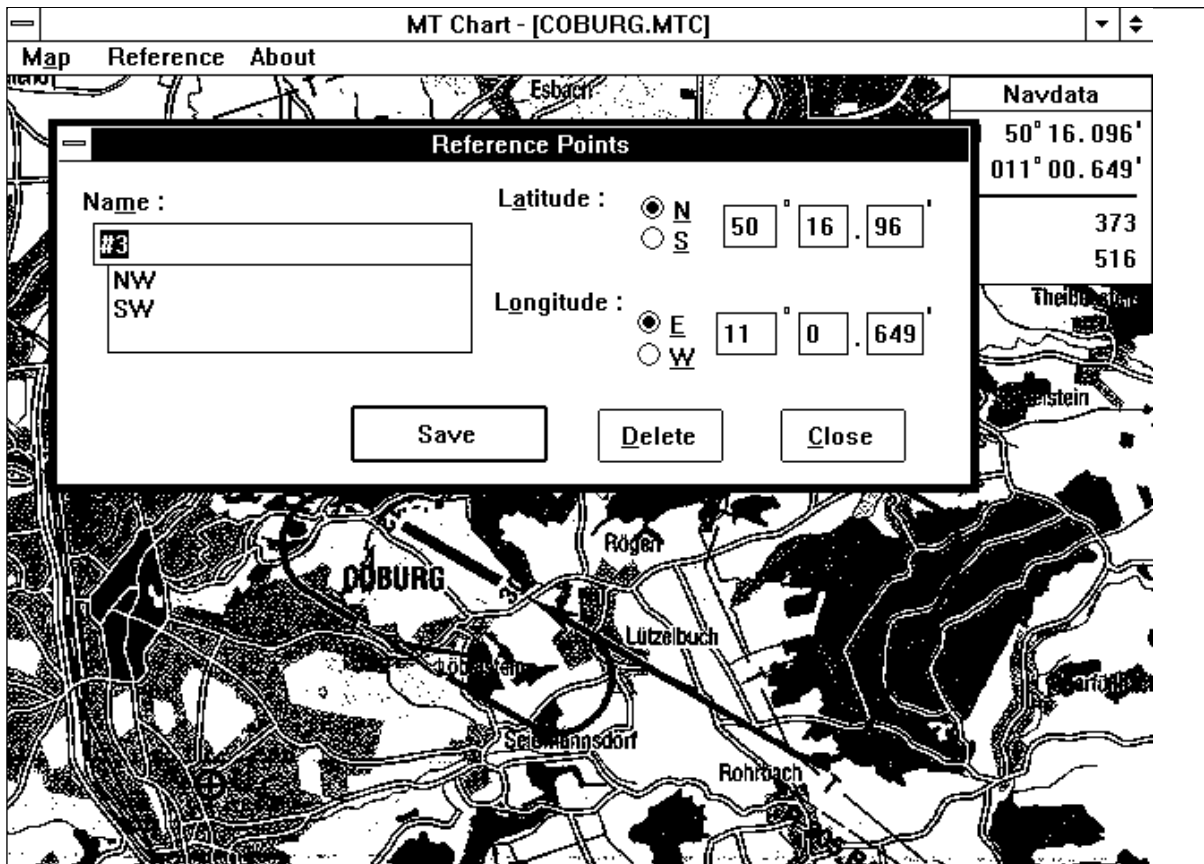 MT Chart - [COBURG.MTC]
Map Reference About
Esbach
Navdata
50°16.096'
011°00.649'
373
516
Reference Points
Name :
#3
NW
SW
Latitude :
N
S
50 ° 16 . 96 '
Longitude :
E
W
11 ° 0 . 649 '
Save Delete Close
Rögen
COBURG
Lützelbuch
Seidmannsdorf
Rohrbach